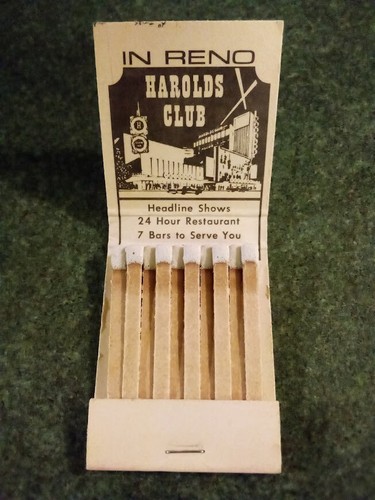 IN RENO
HAROLDS
CLUB
Headline Shows
24 Hour Restaurant
7 Bars to Serve You